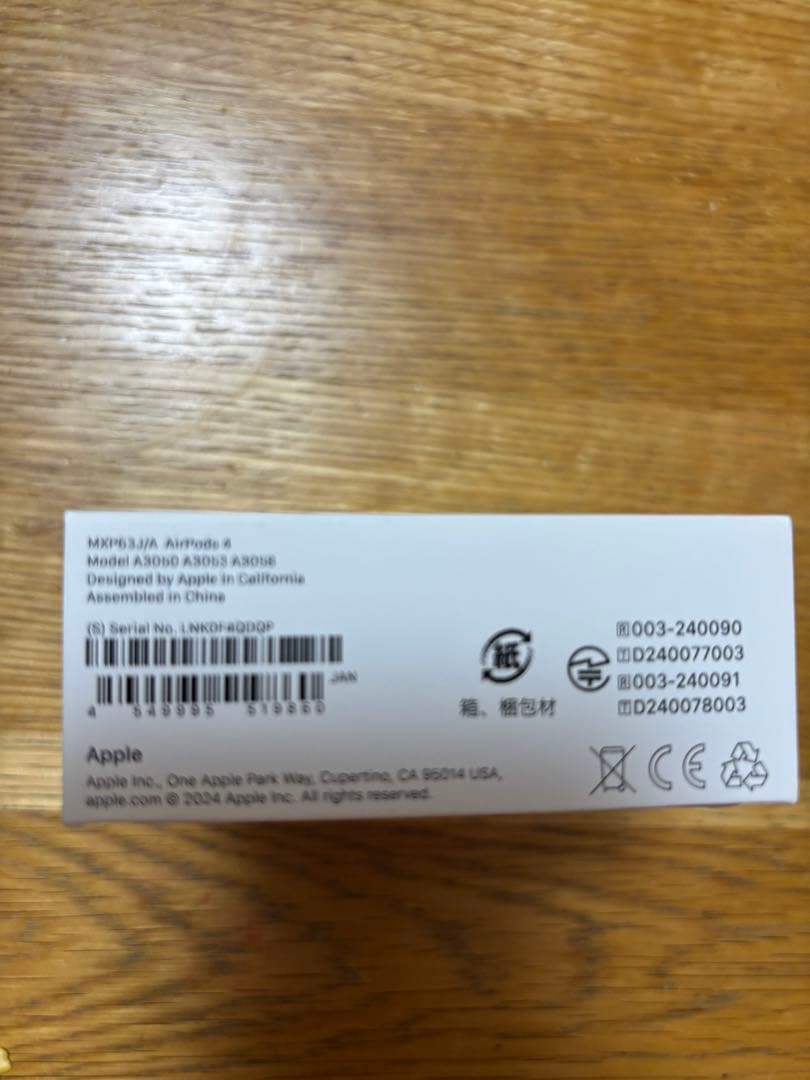 MXP63J/A AirPods 4
Model A3050 A3053 A3056
Designed by Apple in California
Assembled in China
(S) Serial No.
JAN
4 549995 519860
Apple
Apple Inc., One Apple Park Way, Cupertino, CA 95014 USA,
apple.com © 2024 Apple Inc. All rights reserved.
紙
箱、梱包材
R003-240090
TD240077003
R003-240091
TD240078003
CE